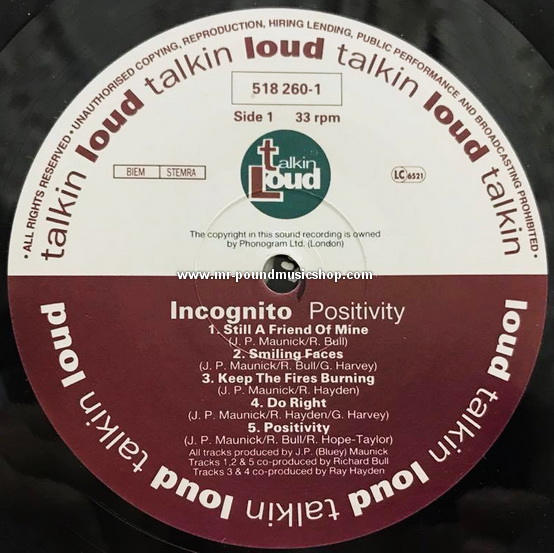 • ALL RIGHTS RESERVED • UNAUTHORISED COPYING, REPRODUCTION, HIRING LENDING, PUBLIC PERFORMANCE AND BROADCASTING PROHIBITED •
talkin loud talkin loud talkin loud talkin
518 260-1
Side 1 33 rpm
talkin
Loud
BIEM STEMRA
LC 6521
The copyright in this sound recording is owned
by Phonogram Ltd. (London)
www.mr-poundmusicshop.com
Incognito Positivity
1. Still A Friend Of Mine
(J. P. Maunick/R. Bull)
2. Smiling Faces
(J. P. Maunick/R. Bull/G. Harvey)
3. Keep The Fires Burning
(J. P. Maunick/R. Hayden)
4. Do Right
(J. P. Maunick/R. Hayden/G. Harvey)
5. Positivity
(J. P. Maunick/R. Bull/R. Hope-Taylor)
All tracks produced by J.P. (Bluey) Maunick
Tracks 1,2 & 5 co-produced by Richard Bull
Tracks 3 & 4 co-produced by Ray Hayden
loud talkin loud talkin loud talkin loud